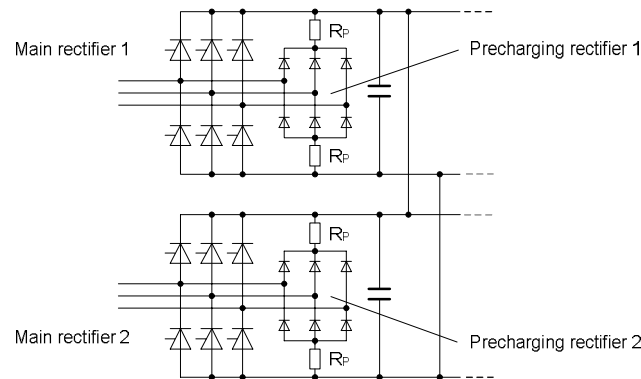 Main rectifier 1
RP
Precharging rectifier 1
RP
RP
Main rectifier 2
Precharging rectifier 2
RP